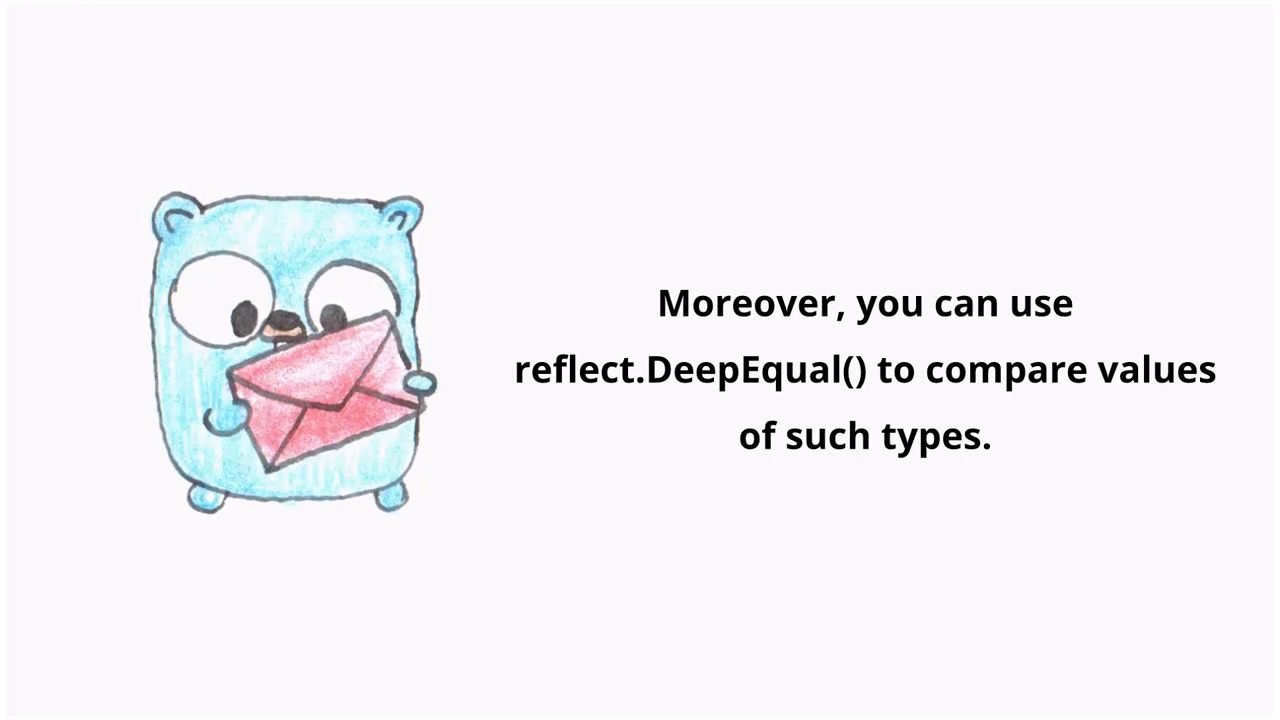 Moreover, you can use
reflect.DeepEqual() to compare values
of such types.